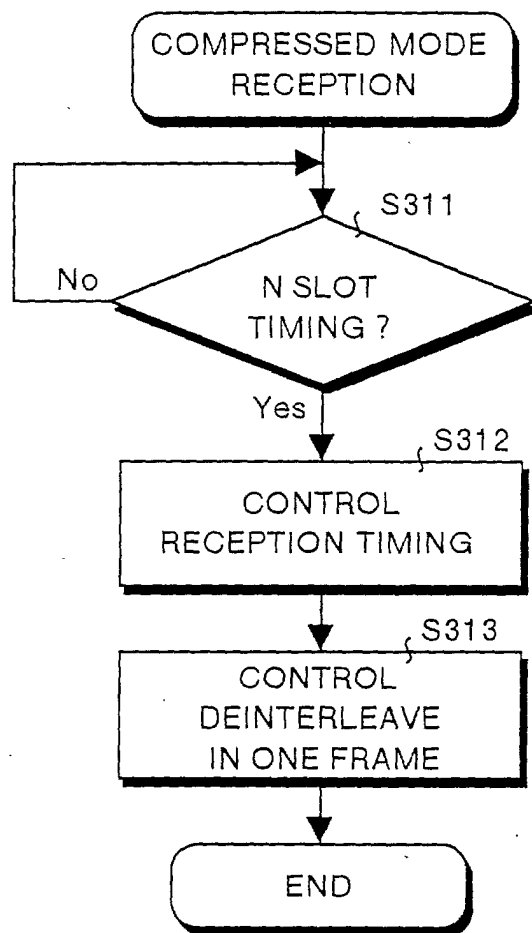 COMPRESSED MODE
RECEPTION
S311
No
N SLOT
TIMING ?
Yes
S312
CONTROL
RECEPTION TIMING
S313
CONTROL
DEINTERLEAVE
IN ONE FRAME
END